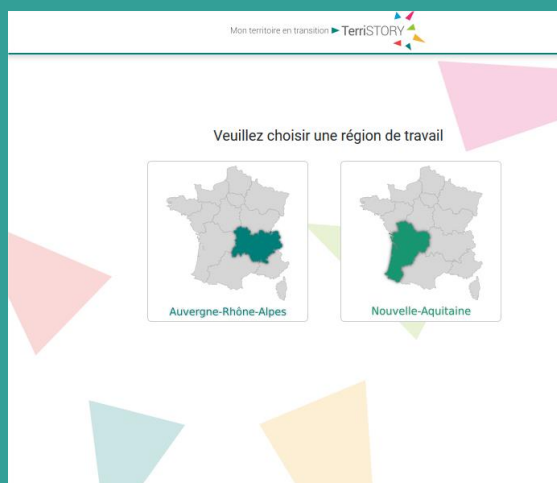 Mon territoire en transition TerriSTORY
Veuillez choisir une région de travail
Auvergne-Rhône-Alpes
Nouvelle-Aquitaine